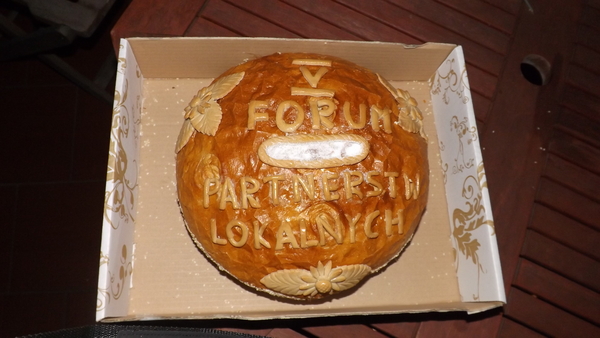 V
FORUM
PARTNERSTW
LOKALNYCH